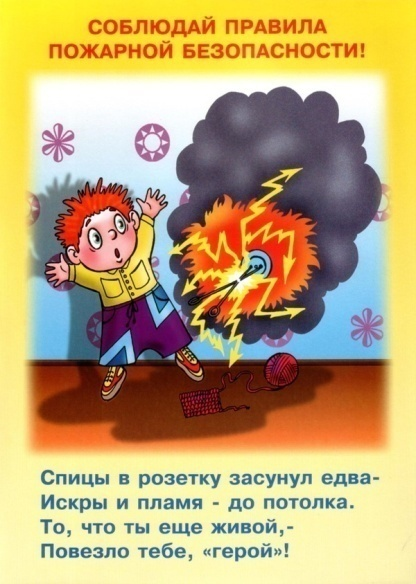 СОБЛЮДАЙ ПРАВИЛА
ПОЖАРНОЙ БЕЗОПАСНОСТИ!
Спицы в розетку засунул едва-
Искры и пламя - до потолка.
То, что ты еще живой,-
Повезло тебе, «герой»!